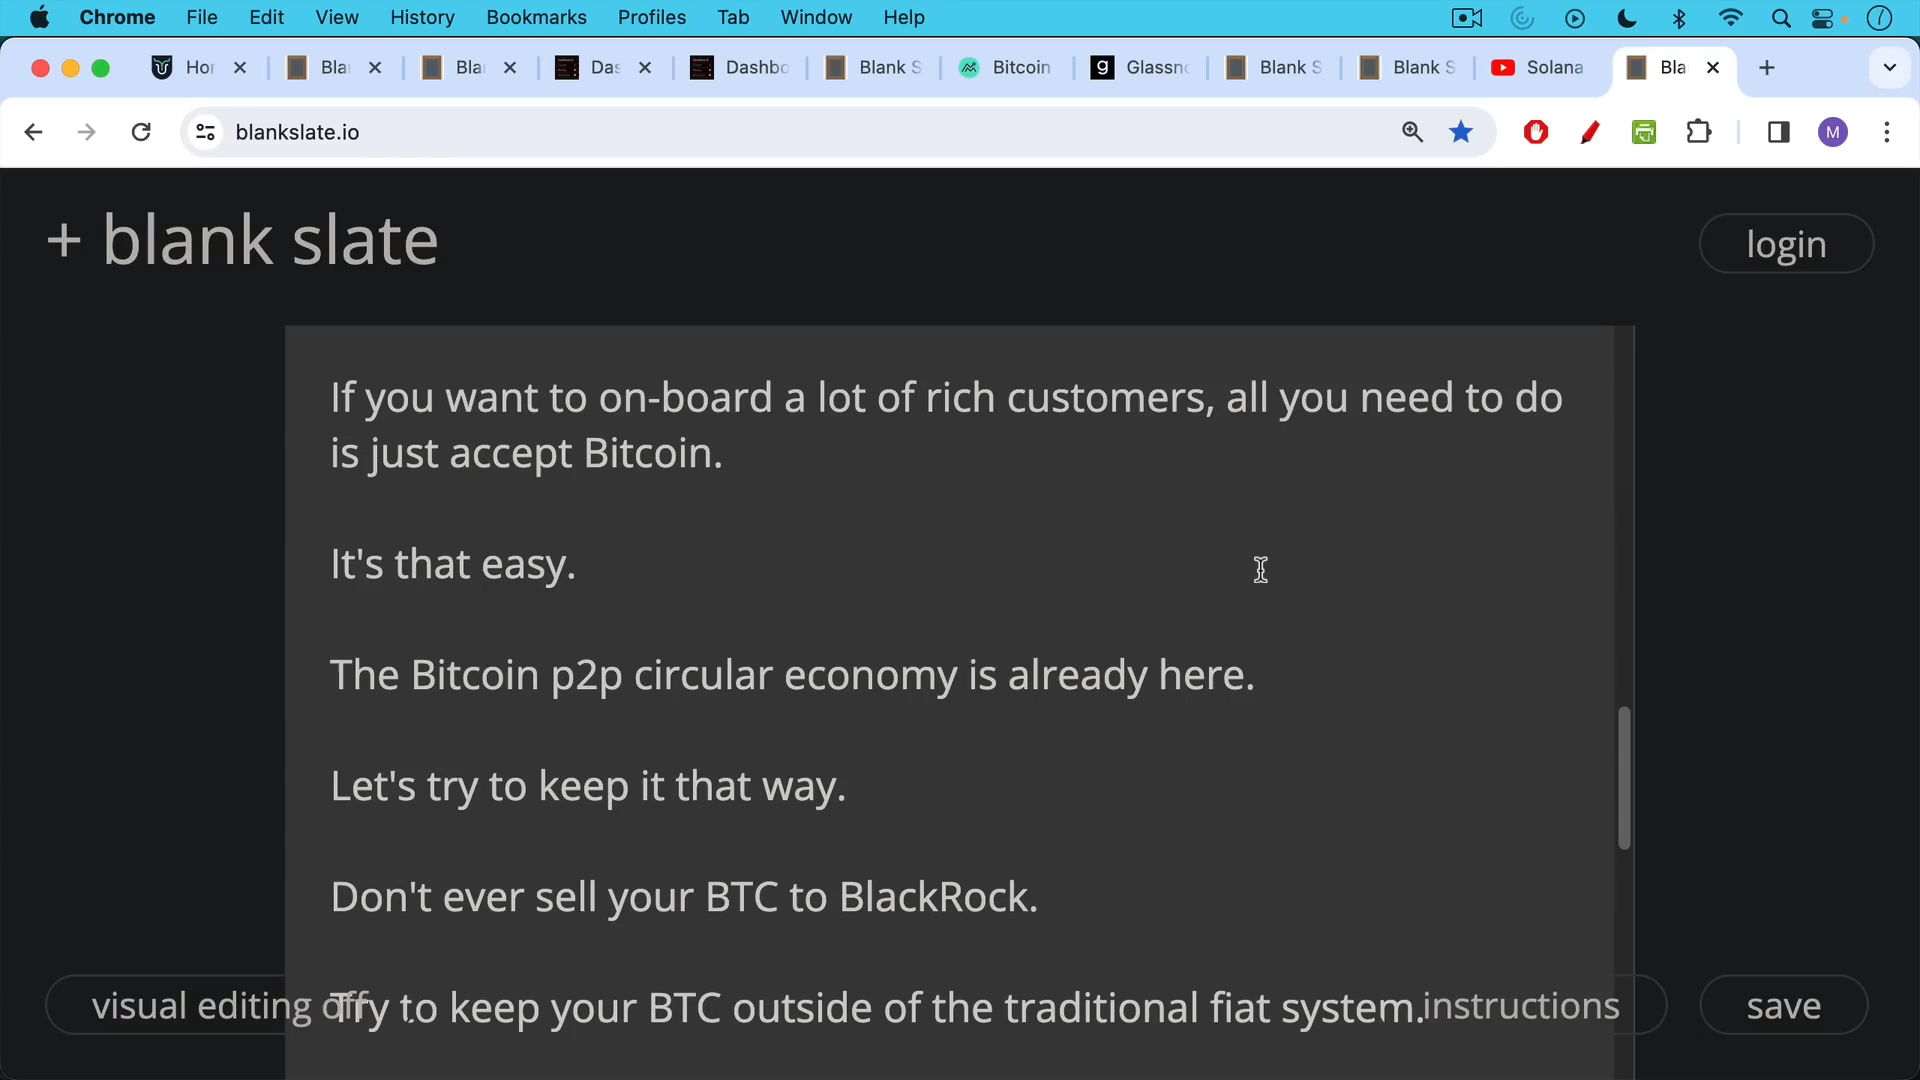 Chrome File Edit View History Bookmarks Profiles Tab Window Help
Hor Bla Bla Das Dashbo Blank S Bitcoin Glassno Blank S Blank S Solana Bla
blankslate.io
M
+ blank slate
login
If you want to on-board a lot of rich customers, all you need to do
is just accept Bitcoin.
It's that easy.
The Bitcoin p2p circular economy is already here.
Let's try to keep it that way.
Don't ever sell your BTC to BlackRock.
Try to keep your BTC outside of the traditional fiat system.
visual editing off
instructions
save